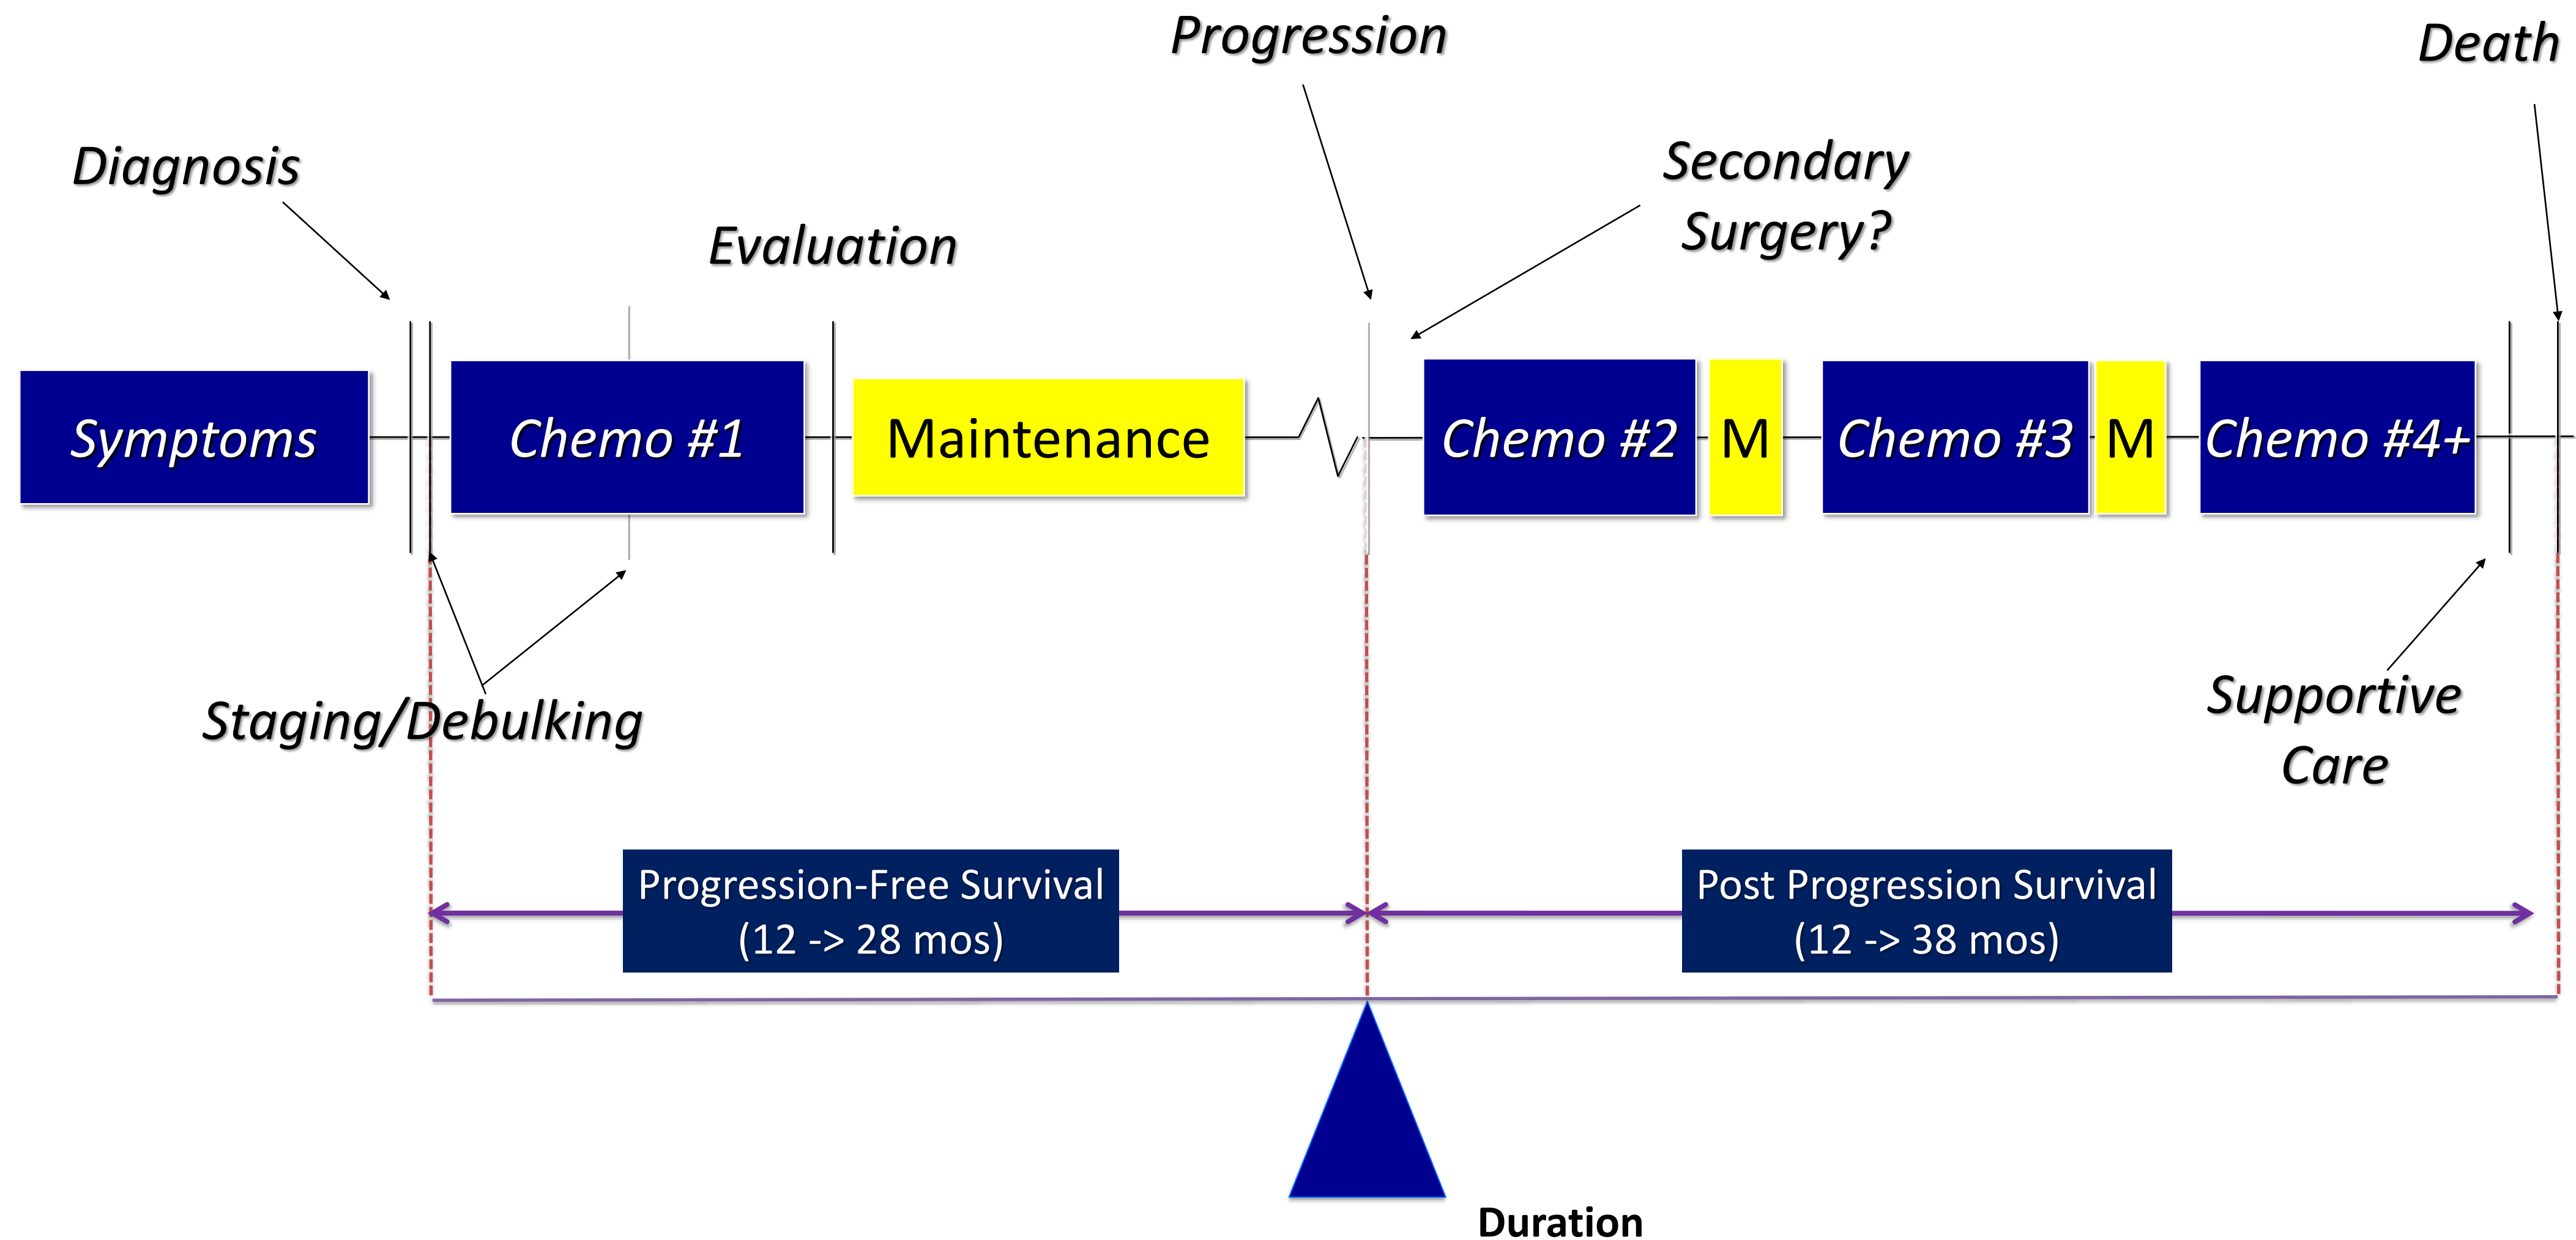 Progression
Death
Diagnosis
Secondary
Surgery?
Evaluation
Symptoms
Chemo #1
Maintenance
Chemo #2
M
Chemo #3
M
Chemo #4+
Staging/Debulking
Supportive
Care
Progression-Free Survival
(12 -> 28 mos)
Post Progression Survival
(12 -> 38 mos)
Duration